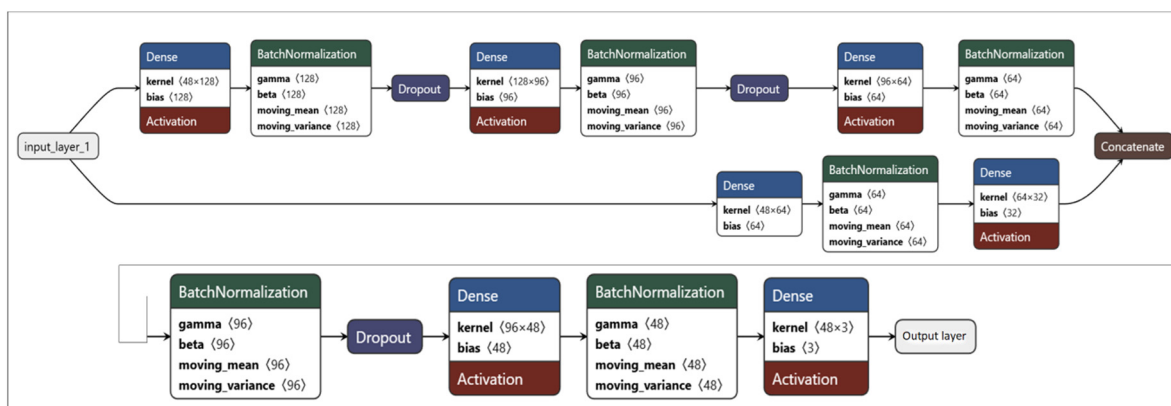 input_layer_1
Dense
kernel ⟨48×128⟩
bias ⟨128⟩
Activation
BatchNormalization
gamma ⟨128⟩
beta ⟨128⟩
moving_mean ⟨128⟩
moving_variance ⟨128⟩
Dropout
Dense
kernel ⟨128×96⟩
bias ⟨96⟩
Activation
BatchNormalization
gamma ⟨96⟩
beta ⟨96⟩
moving_mean ⟨96⟩
moving_variance ⟨96⟩
Dropout
Dense
kernel ⟨96×64⟩
bias ⟨64⟩
Activation
BatchNormalization
gamma ⟨64⟩
beta ⟨64⟩
moving_mean ⟨64⟩
moving_variance ⟨64⟩
Dense
kernel ⟨48×64⟩
bias ⟨64⟩
BatchNormalization
gamma ⟨64⟩
beta ⟨64⟩
moving_mean ⟨64⟩
moving_variance ⟨64⟩
Dense
kernel ⟨64×32⟩
bias ⟨32⟩
Activation
Concatenate
BatchNormalization
gamma ⟨96⟩
beta ⟨96⟩
moving_mean ⟨96⟩
moving_variance ⟨96⟩
Dropout
Dense
kernel ⟨96×48⟩
bias ⟨48⟩
Activation
BatchNormalization
gamma ⟨48⟩
beta ⟨48⟩
moving_mean ⟨48⟩
moving_variance ⟨48⟩
Dense
kernel ⟨48×3⟩
bias ⟨3⟩
Activation
Output layer